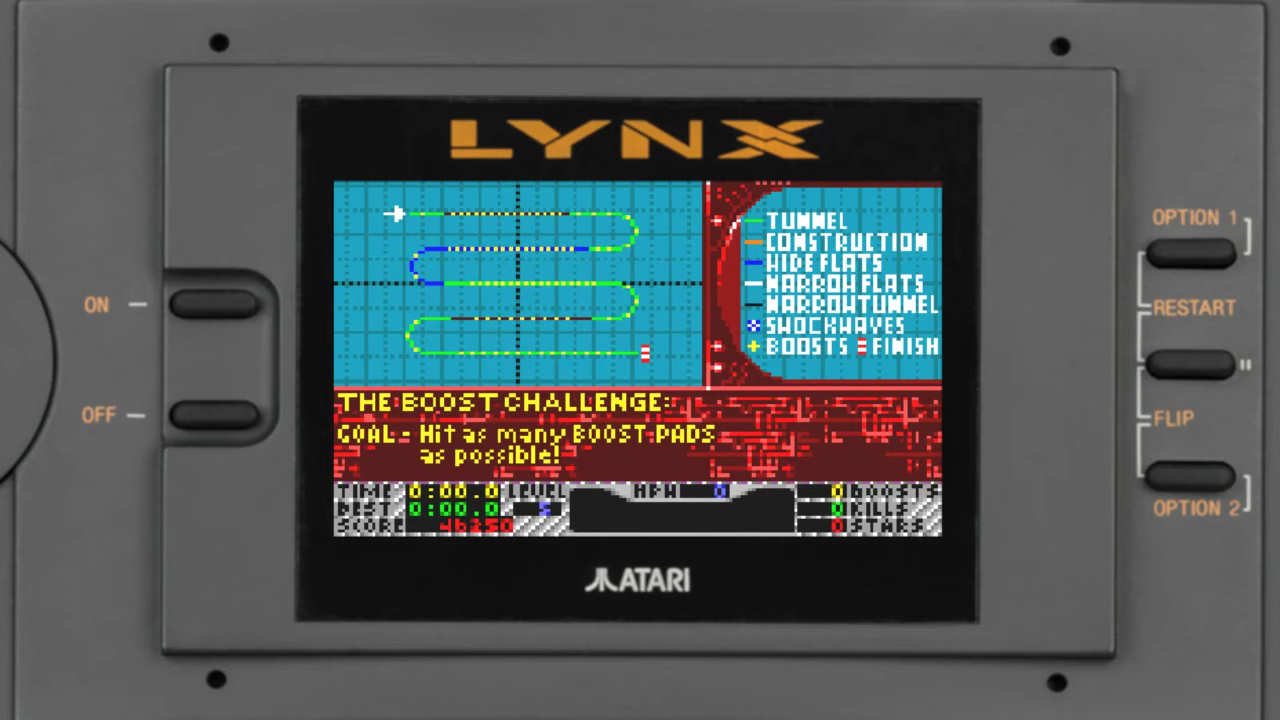 LYNX
TUNNEL
CONSTRUCTION
WIDE FLATS
NARROW FLATS
NARROW TUNNEL
SHOCKWAVES
BOOSTS FINISH
THE BOOST CHALLENGE:
GOAL- Hit as many BOOST PADS
as possible!
TIME 0:00.0 LEVEL MPH 0 0 BOOSTS
BEST 0:00.0 5 0 KILLS
SCORE 46250 0 STARS
ATARI
ON
OFF
OPTION 1
RESTART
FLIP
OPTION 2